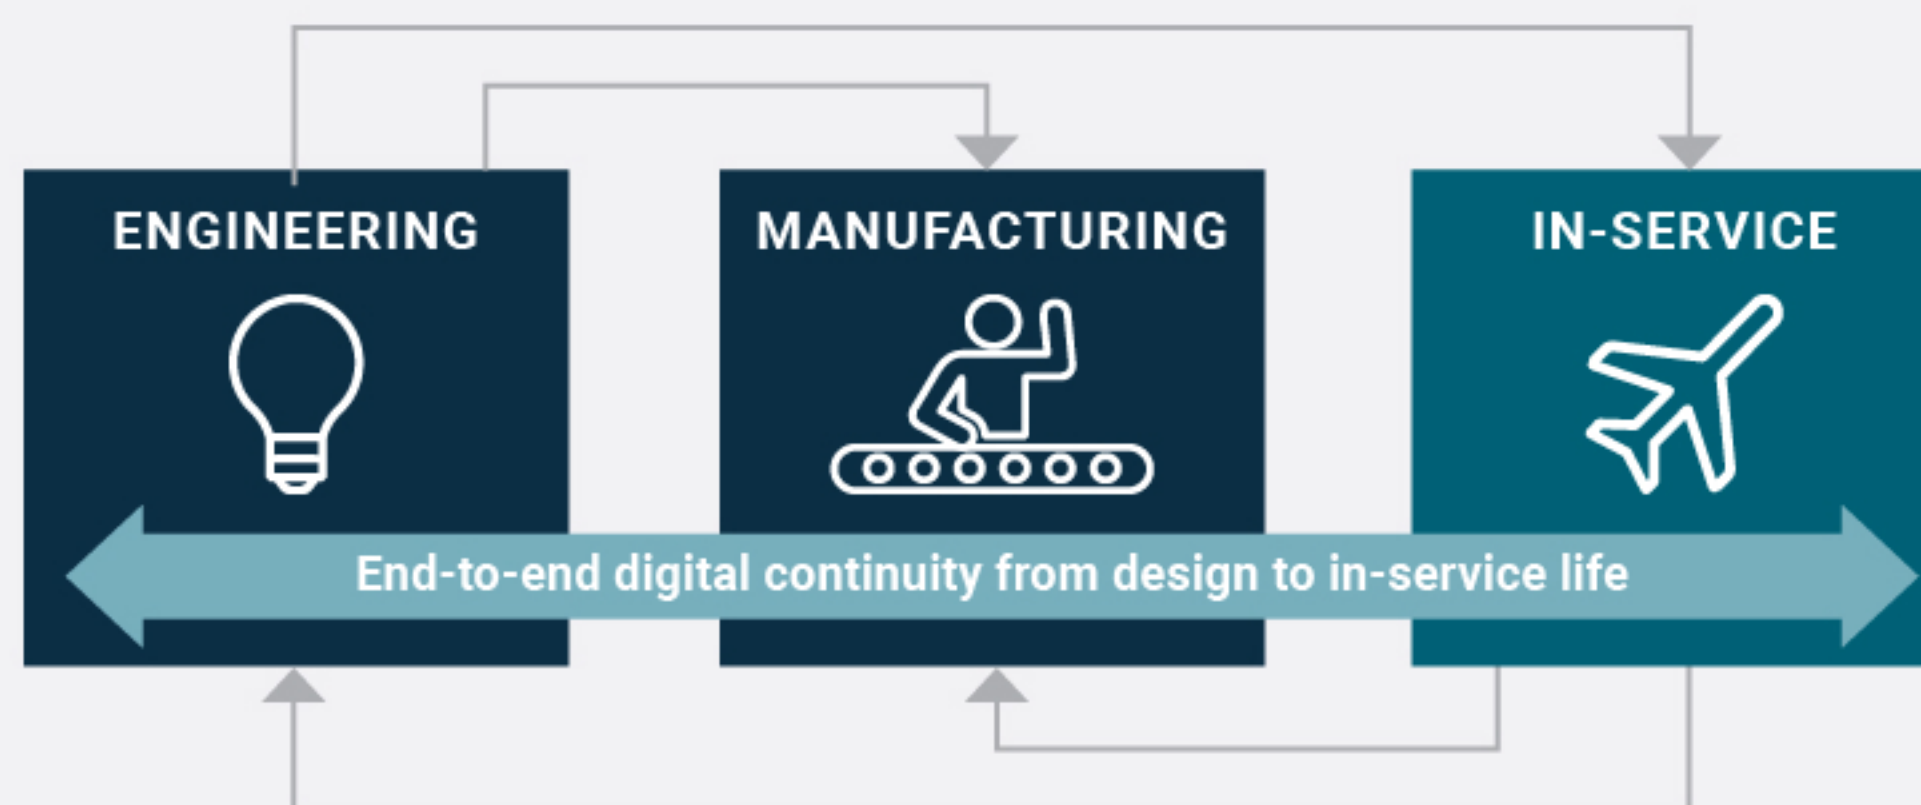 ENGINEERING
MANUFACTURING
IN-SERVICE
End-to-end digital continuity from design to in-service life